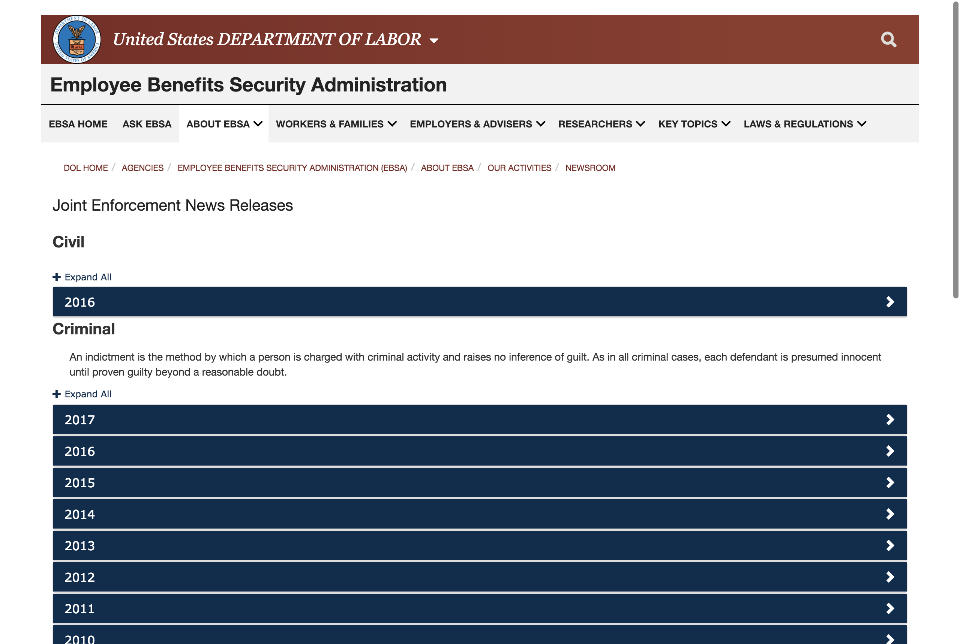 United States DEPARTMENT OF LABOR
Employee Benefits Security Administration
EBSA HOME ASK EBSA ABOUT EBSA WORKERS & FAMILIES EMPLOYERS & ADVISERS RESEARCHERS KEY TOPICS LAWS & REGULATIONS
DOL HOME / AGENCIES / EMPLOYEE BENEFITS SECURITY ADMINISTRATION (EBSA) / ABOUT EBSA / OUR ACTIVITIES / NEWSROOM
Joint Enforcement News Releases
Civil
+ Expand All
2016
Criminal
An indictment is the method by which a person is charged with criminal activity and raises no inference of guilt. As in all criminal cases, each defendant is presumed innocent
until proven guilty beyond a reasonable doubt.
+ Expand All
2017
2016
2015
2014
2013
2012
2011
2010